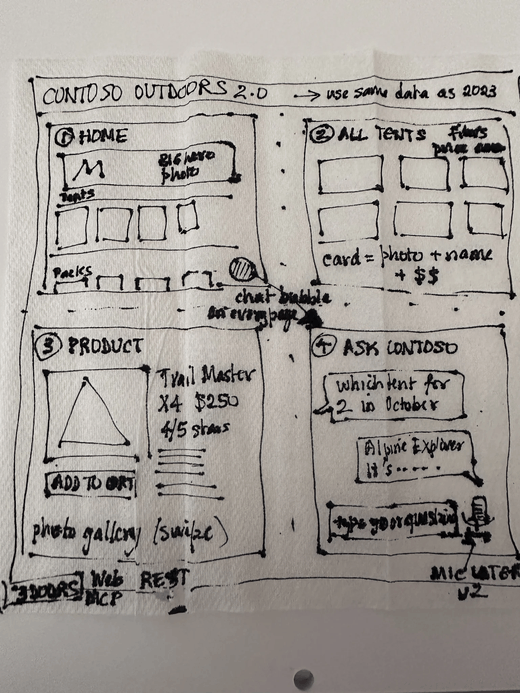 CONTOSO OUTDOORS 2.0 → use same data as 2023
① HOME
BIG hero
photo
Tents
Packs
chat bubble
on every page
② ALL TENTS
Filters
price
card = photo + name
+ $$
③ PRODUCT
Trail Master
X4 $250
4/5 stars
ADD TO CART
photo gallery (swipe)
④ ASK CONTOSO
which tent for
2 in October
Alpine Explorer
it's .....
type your question
MIC LATER
v2
3 DOORS
Web
MCP
REST